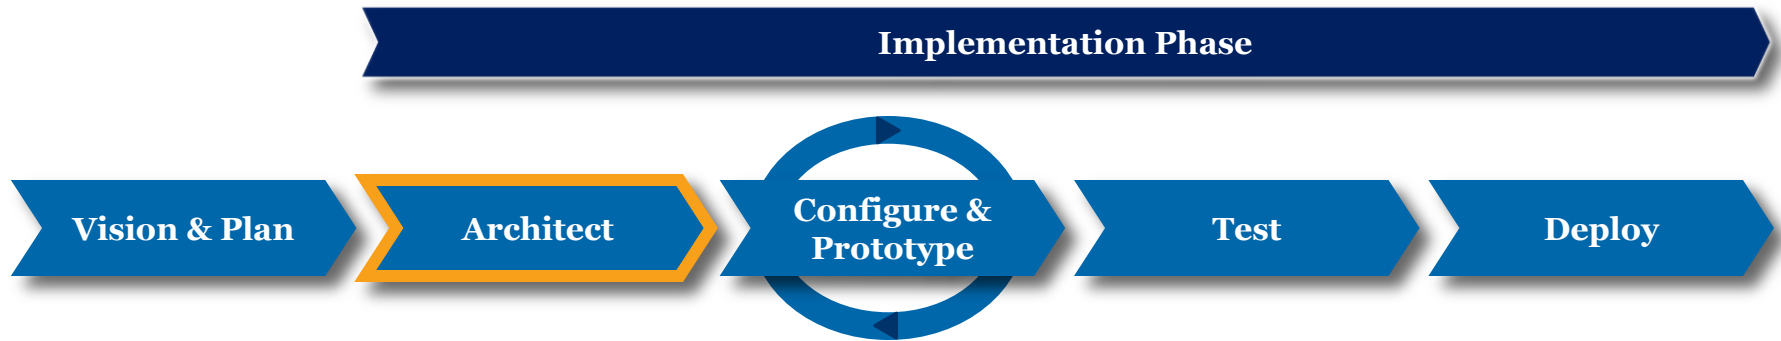 Implementation Phase
Vision & Plan
Architect
Configure &
Prototype
Test
Deploy